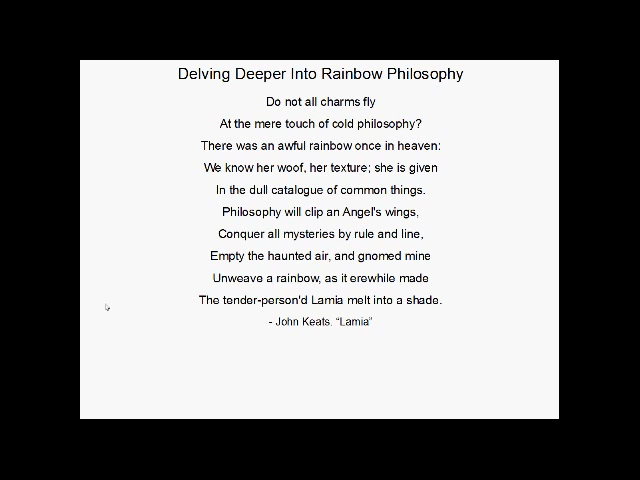 Delving Deeper Into Rainbow Philosophy
Do not all charms fly
At the mere touch of cold philosophy?
There was an awful rainbow once in heaven:
We know her woof, her texture; she is given
In the dull catalogue of common things.
Philosophy will clip an Angel's wings,
Conquer all mysteries by rule and line,
Empty the haunted air, and gnomed mine
Unweave a rainbow, as it erewhile made
The tender-person'd Lamia melt into a shade.
- John Keats. “Lamia”